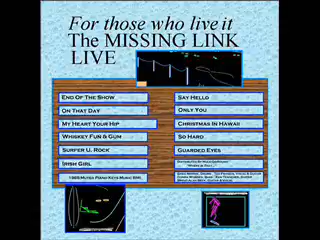 For those who live it
The MISSING LINK
LIVE
End Of The Show
On That Day
My Heart Your Hip
Whiskey Fun & Gum
Surfer U. Rock
Irish Girl
Say Hello
Only You
Christmas In Hawaii
So Hard
Guarded Eyes